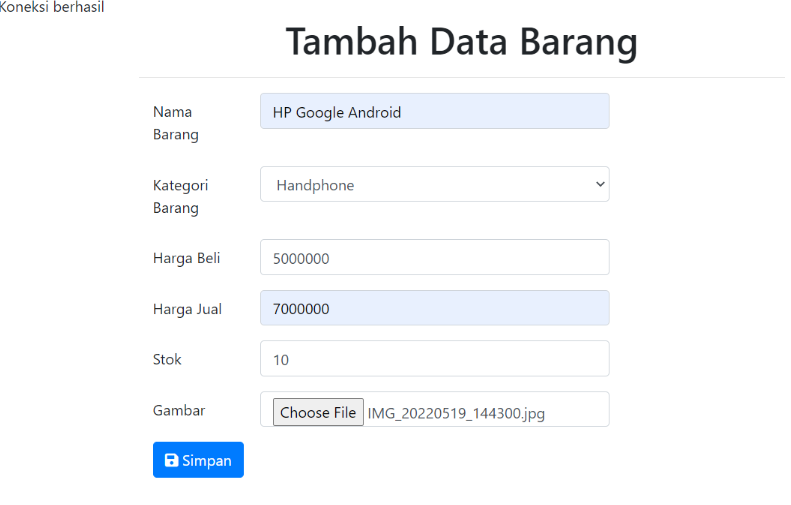 Koneksi berhasil
Tambah Data Barang
Nama
Barang
HP Google Android
Kategori
Barang
Handphone
Harga Beli
5000000
Harga Jual
7000000
Stok
10
Gambar
Choose File IMG_20220519_144300.jpg
Simpan